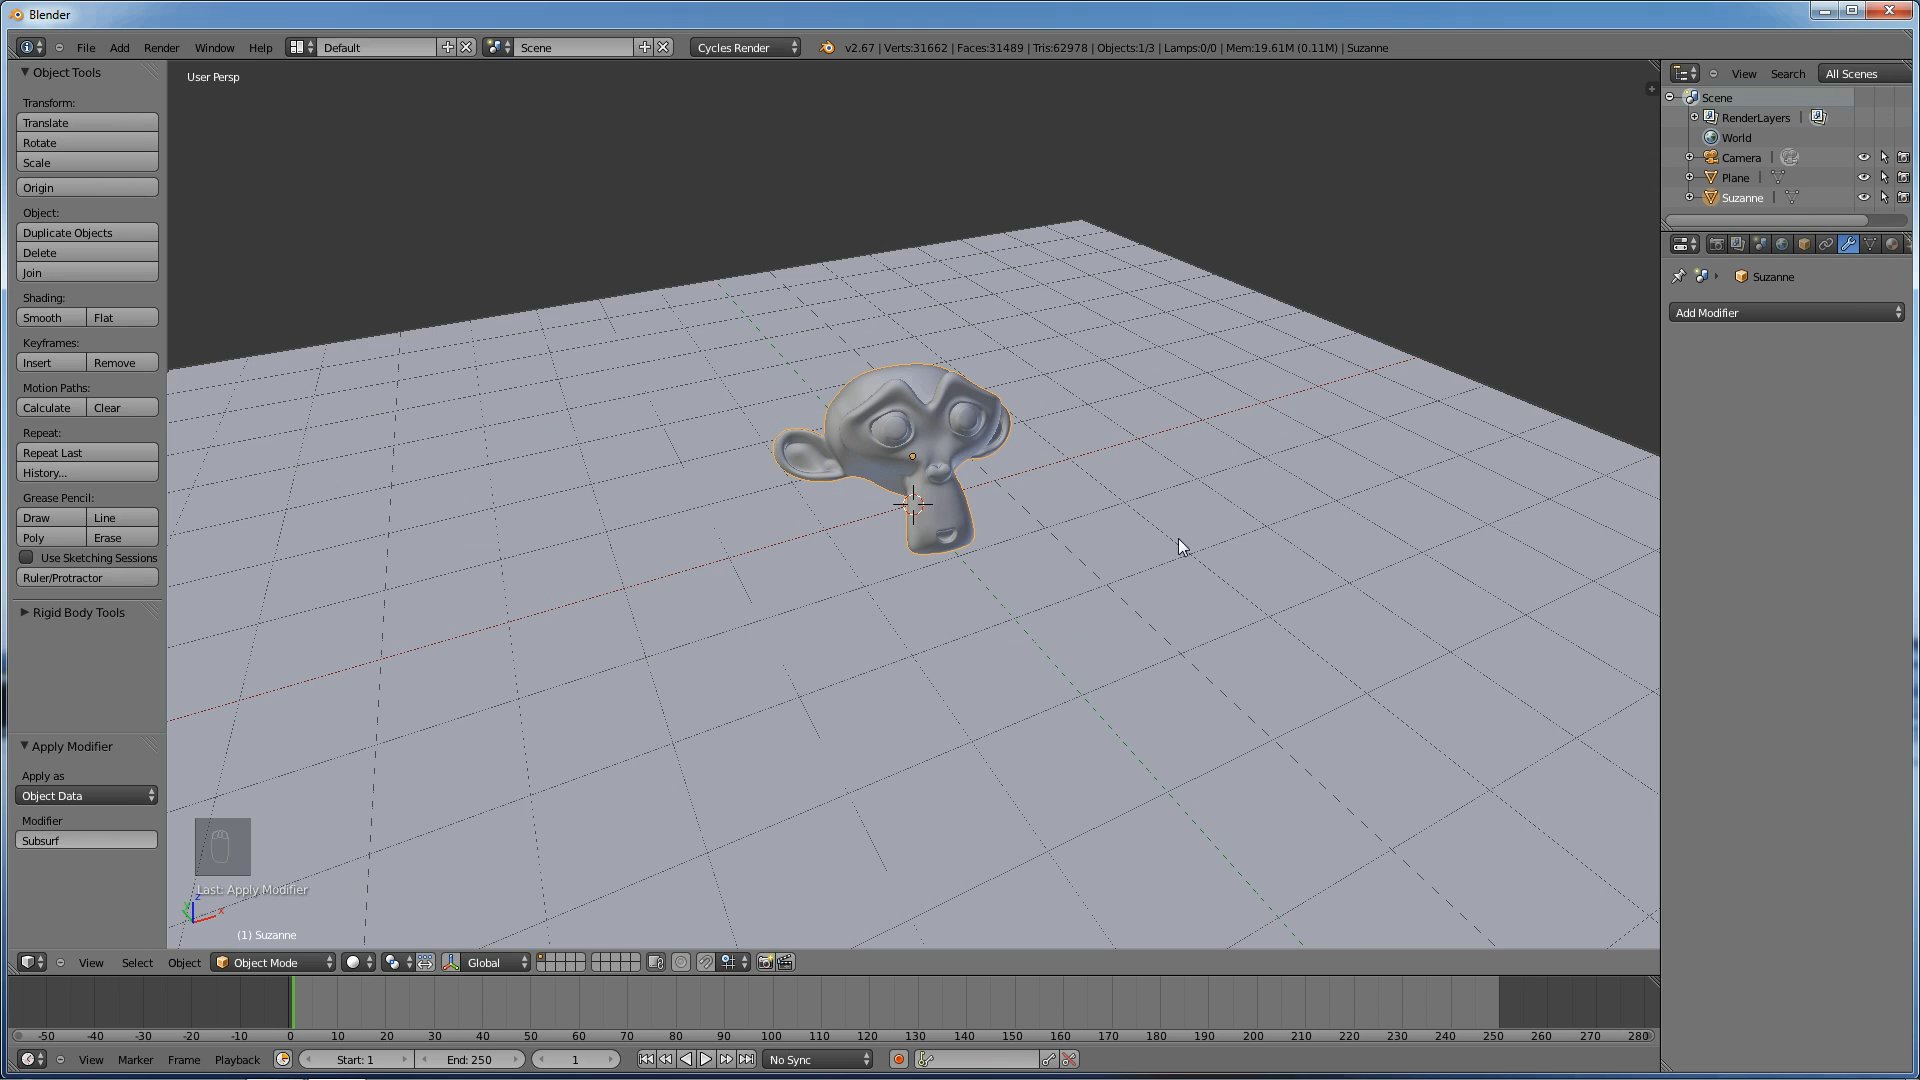 Blender
File Add Render Window Help Default Scene Cycles Render v2.67 | Verts:31662 | Faces:31489 | Tris:62978 | Objects:1/3 | Lamps:0/0 | Mem:19.61M (0.11M) | Suzanne
Object Tools
Transform:
Translate
Rotate
Scale
Origin
Object:
Duplicate Objects
Delete
Join
Shading:
Smooth Flat
Keyframes:
Insert Remove
Motion Paths:
Calculate Clear
Repeat:
Repeat Last
History...
Grease Pencil:
Draw Line
Poly Erase
Use Sketching Sessions
Ruler/Protractor
Rigid Body Tools
Apply Modifier
Apply as
Object Data
Modifier
Subsurf
User Persp
Last: Apply Modifier
z
y
x
(1) Suzanne
View Search All Scenes
Scene
RenderLayers |
World
Camera |
Plane |
Suzanne |
Suzanne
Add Modifier
View Select Object Object Mode Global
-50 -40 -30 -20 -10 0 10 20 30 40 50 60 70 80 90 100 110 120 130 140 150 160 170 180 190 200 210 220 230 240 250 260 270 280
View Marker Frame Playback Start: 1 End: 250 1 No Sync